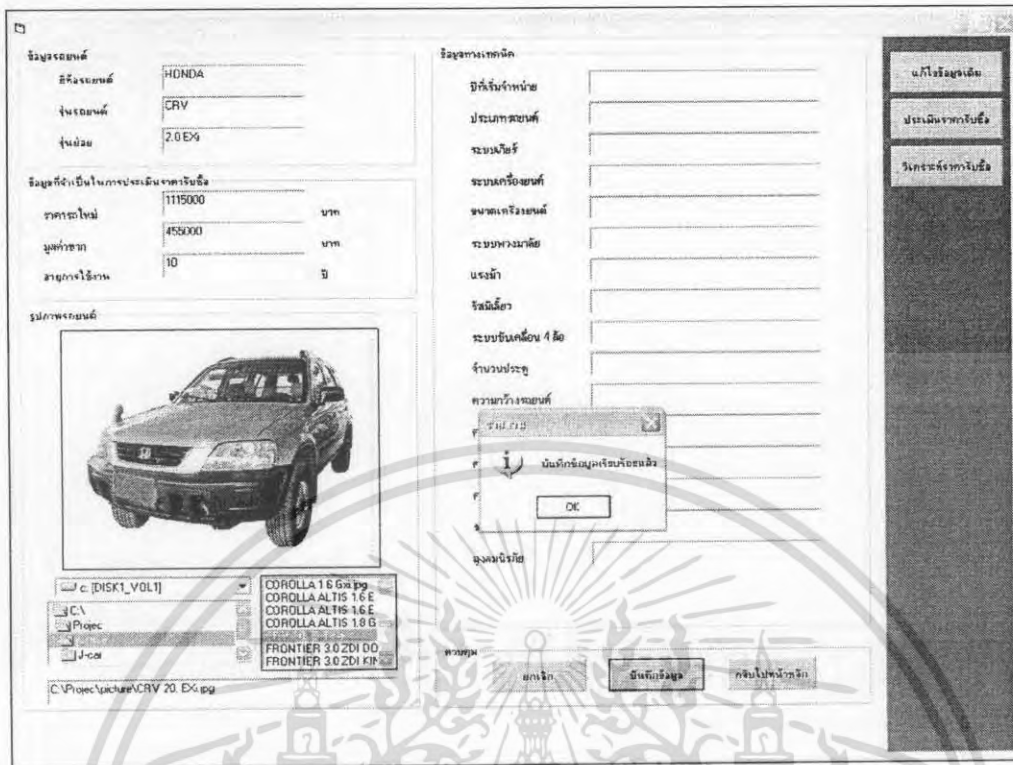 ข้อมูลรถยนต์
ยี่ห้อรถยนต์ HONDA
รุ่นรถยนต์ CRV
รุ่นย่อย 2.0 EXi
ข้อมูลที่จำเป็นในการประเมินราคารับซื้อ
ราคารถใหม่ 1115000 บาท
มูลค่าซาก 455000 บาท
อายุการใช้งาน 10 ปี
รูปภาพรถยนต์
c: [DISK1_VOL1]
C:\
Projec
J-car
COROLLA 1.6 Gxi.jpg
COROLLA ALTIS 1.6 E
COROLLA ALTIS 1.6 E
COROLLA ALTIS 1.8 G
FRONTIER 3.0 ZDI DO
FRONTIER 3.0 ZDI KIN
C:\Projec\picture\CRV 20. EXi.jpg
ข้อมูลทางเทคนิค
ปีที่เริ่มจำหน่าย
ประเภทรถยนต์
ระบบเกียร์
ระบบเครื่องยนต์
ขนาดเครื่องยนต์
ระบบพวงมาลัย
แรงม้า
รัศมีเลี้ยว
ระบบขับเคลื่อน 4 ล้อ
จำนวนประตู
ความกว้างรถยนต์
บันทึกข้อมูลเรียบร้อยแล้ว
OK
ถุงลมนิรภัย
ควบคุม
ยกเลิก
บันทึกข้อมูล
กลับไปหน้าหลัก
แก้ไขข้อมูลเดิม
ประเมินราคารับซื้อ
วิเคราะห์ราคารับซื้อ